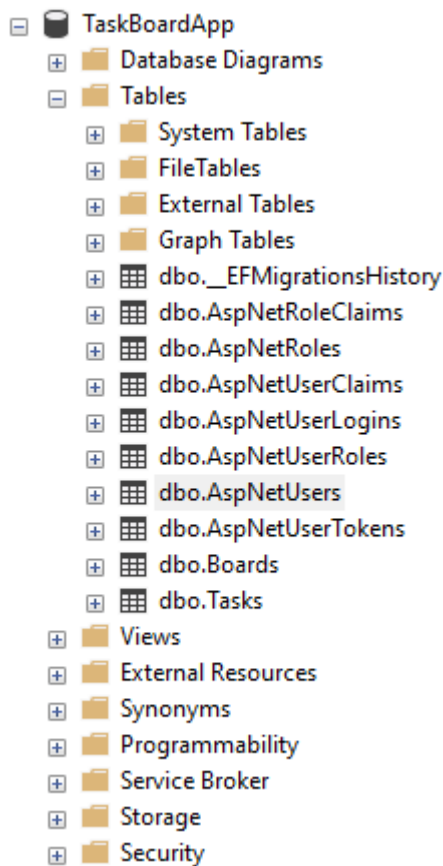 TaskBoardApp
Database Diagrams
Tables
System Tables
FileTables
External Tables
Graph Tables
dbo.__EFMigrationsHistory
dbo.AspNetRoleClaims
dbo.AspNetRoles
dbo.AspNetUserClaims
dbo.AspNetUserLogins
dbo.AspNetUserRoles
dbo.AspNetUsers
dbo.AspNetUserTokens
dbo.Boards
dbo.Tasks
Views
External Resources
Synonyms
Programmability
Service Broker
Storage
Security